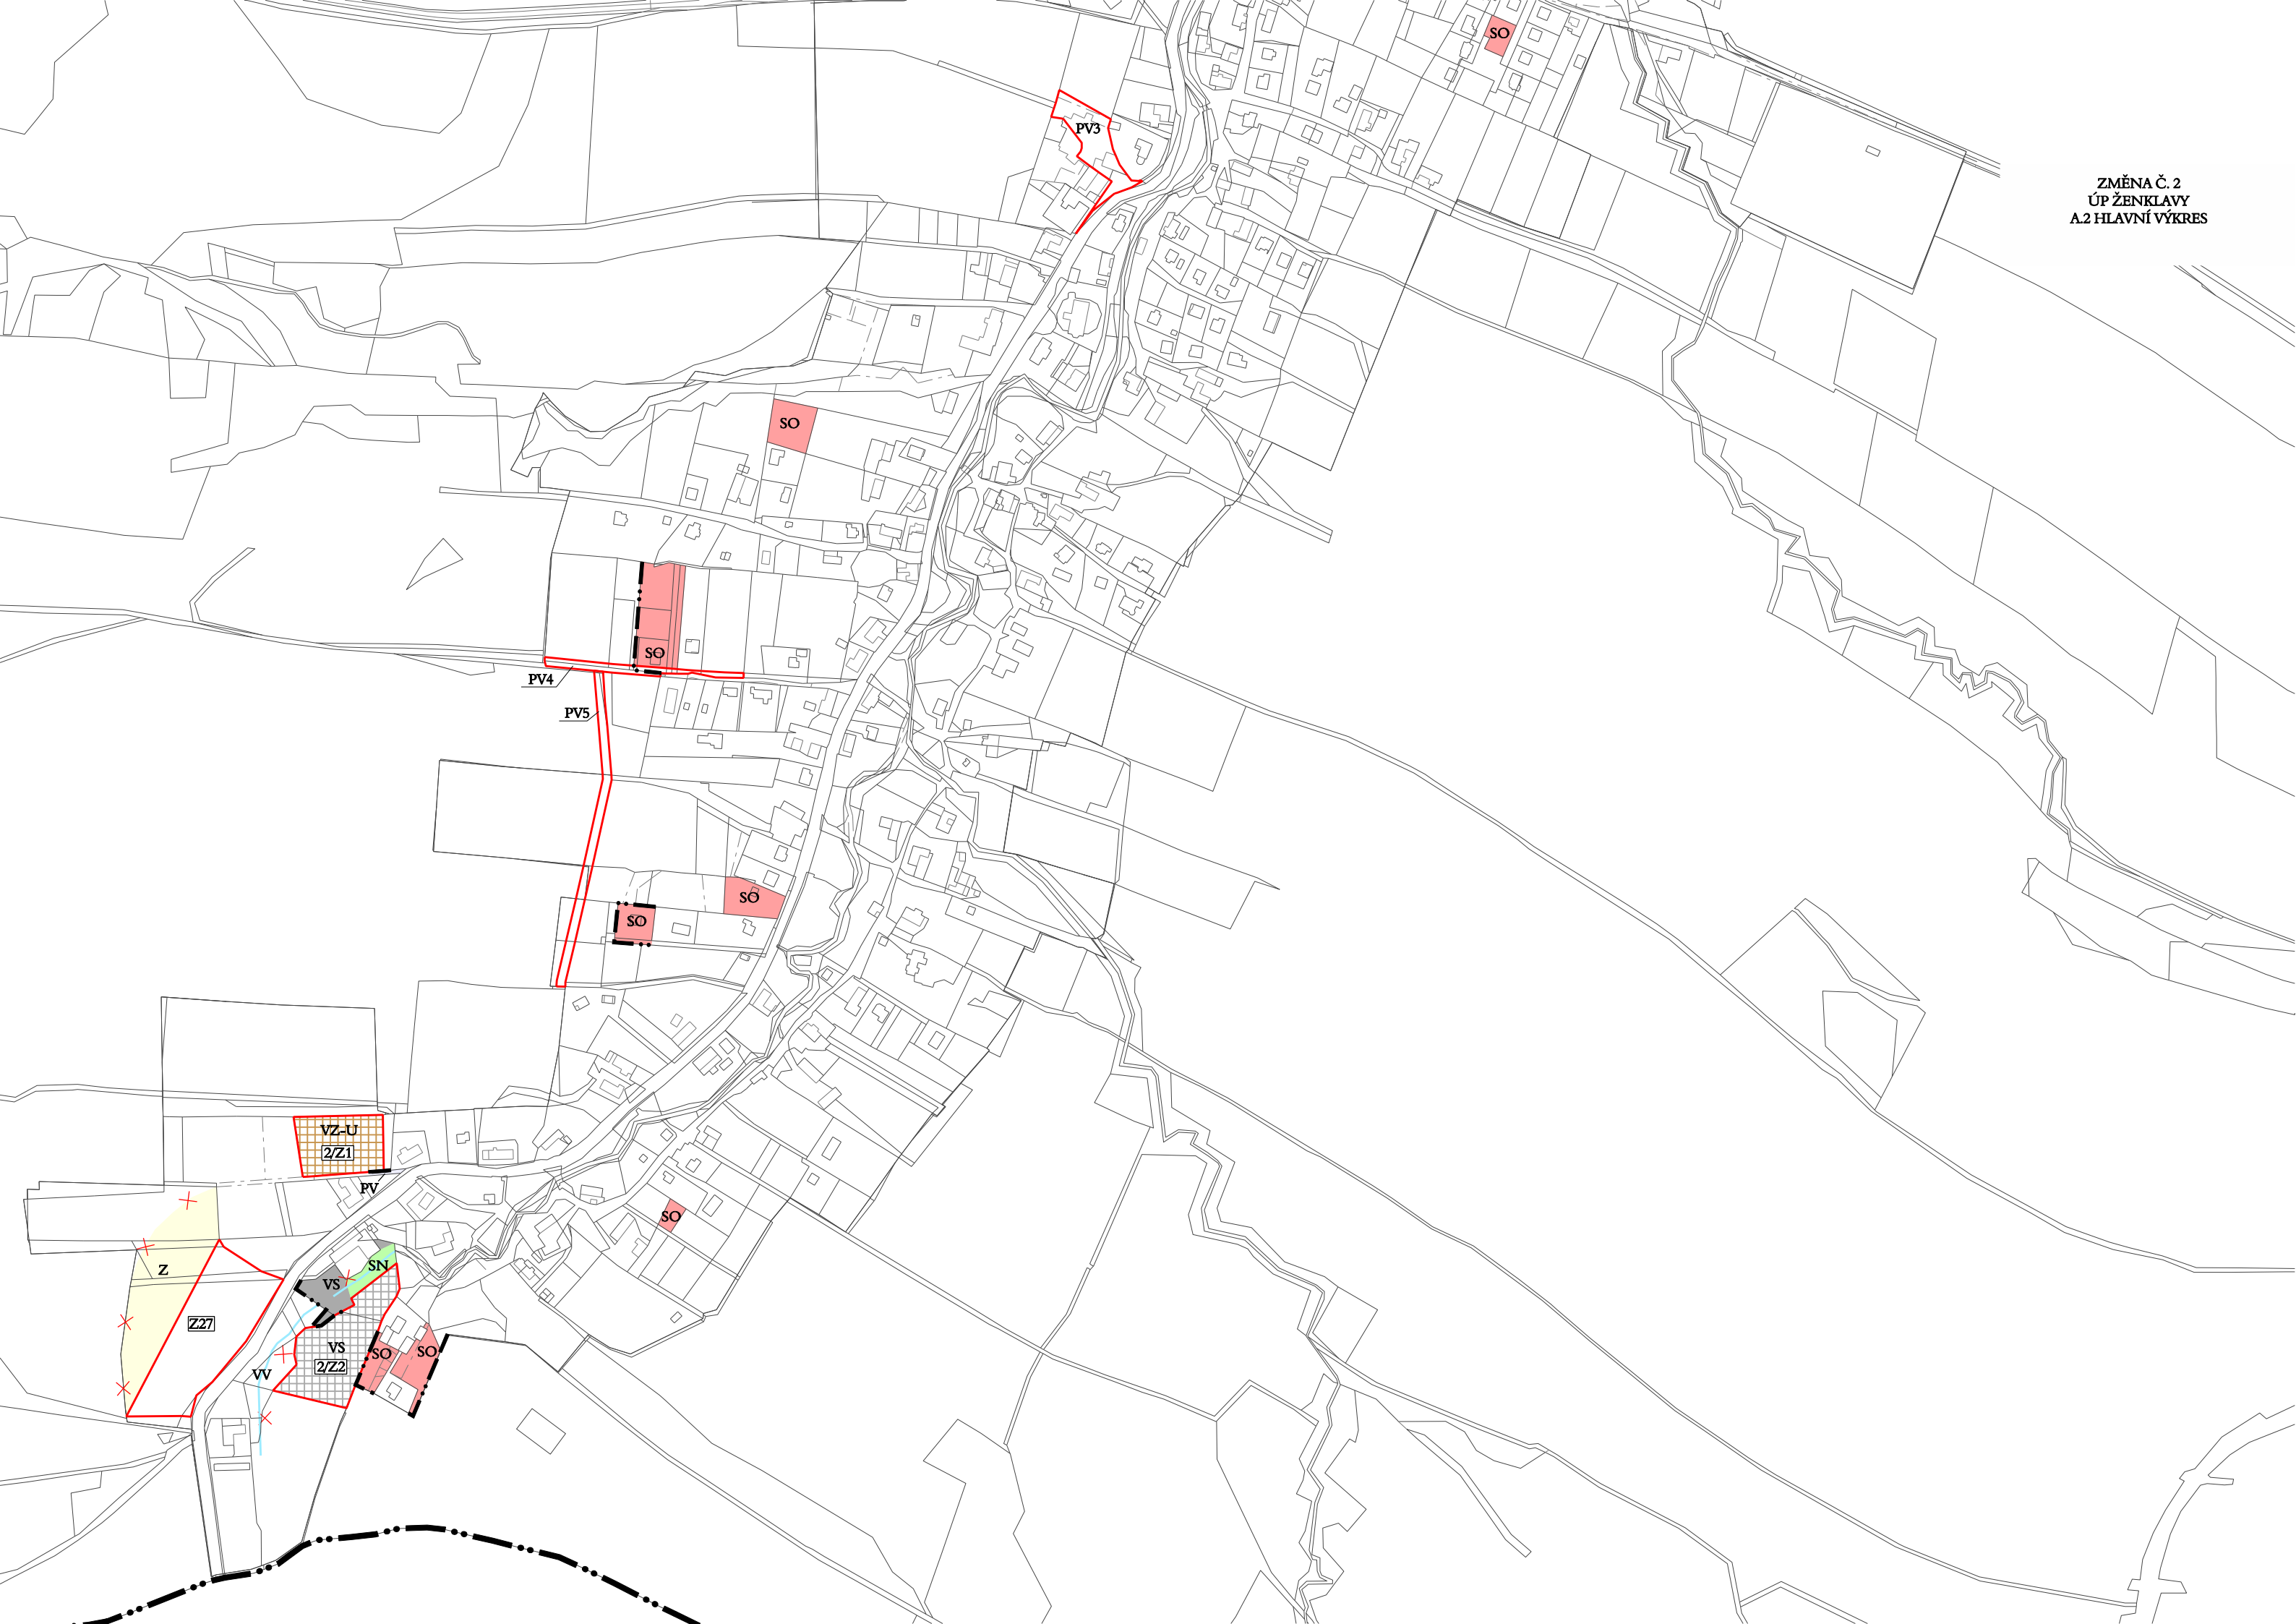 SO
PV3
ZMĚNA Č. 2
ÚP ŽENKLAVY
A.2 HLAVNÍ VÝKRES
SO
SO
PV4
PV5
SO
SO
VZ-U
2/Z1
PV
SO
Z
SN
VS
Z27
VS
2/Z2
SO
SO
VV